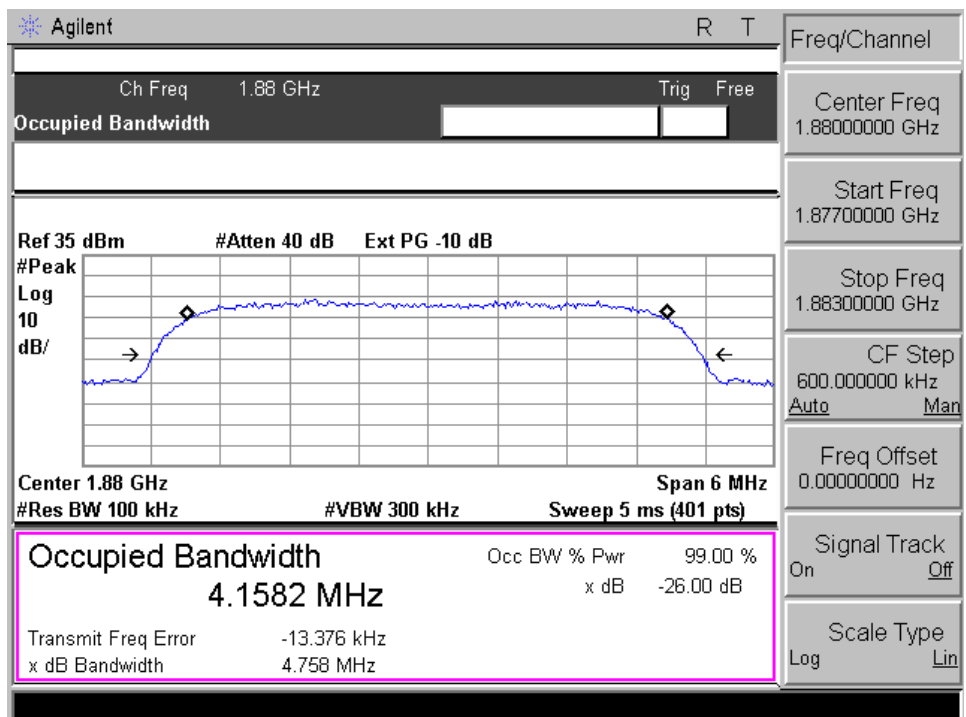 Agilent R T
Ch Freq 1.88 GHz Trig Free
Occupied Bandwidth
Ref 35 dBm #Atten 40 dB Ext PG -10 dB
#Peak
Log
10
dB/
Center 1.88 GHz Span 6 MHz
#Res BW 100 kHz #VBW 300 kHz Sweep 5 ms (401 pts)
Occupied Bandwidth Occ BW % Pwr 99.00 %
4.1582 MHz x dB -26.00 dB
Transmit Freq Error -13.376 kHz
x dB Bandwidth 4.758 MHz
Freq/Channel
Center Freq
1.88000000 GHz
Start Freq
1.87700000 GHz
Stop Freq
1.88300000 GHz
CF Step
600.000000 kHz
Auto Man
Freq Offset
0.00000000 Hz
Signal Track
On Off
Scale Type
Log Lin